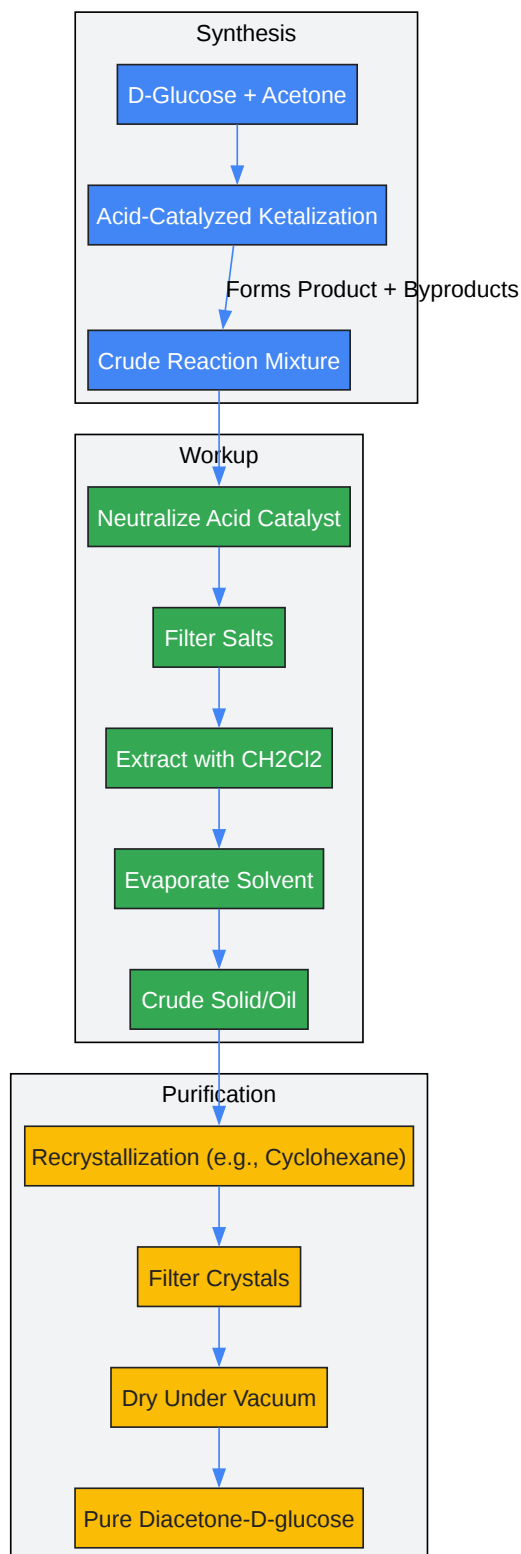 Synthesis
D-Glucose + Acetone
Acid-Catalyzed Ketalization
Forms Product + Byproducts
Crude Reaction Mixture
Workup
Neutralize Acid Catalyst
Filter Salts
Extract with CH2Cl2
Evaporate Solvent
Crude Solid/Oil
Purification
Recrystallization (e.g., Cyclohexane)
Filter Crystals
Dry Under Vacuum
Pure Diacetone-D-glucose